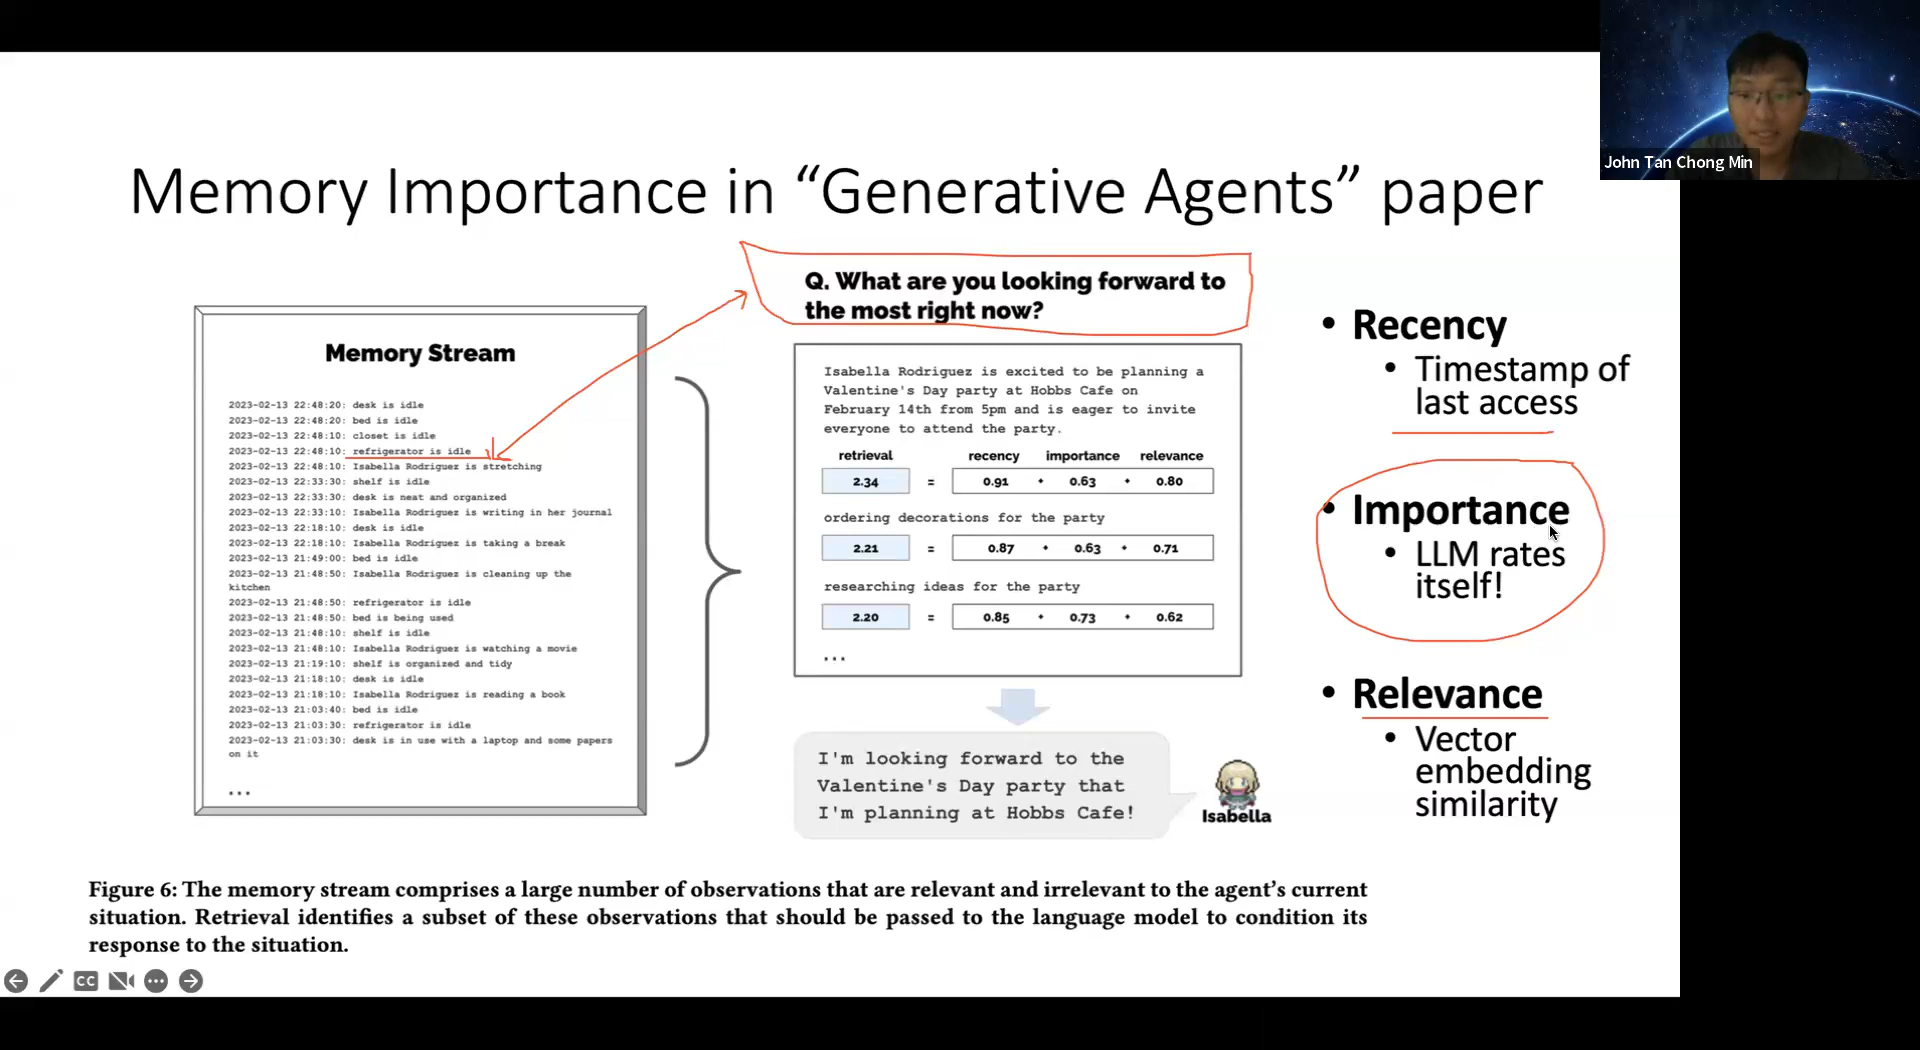 John Tan Chong Min
Memory Importance in “Generative Agents” paper
Memory Stream
2023-02-13 22:48:20: desk is idle
2023-02-13 22:48:20: bed is idle
2023-02-13 22:48:10: closet is idle
2023-02-13 22:48:10: refrigerator is idle
2023-02-13 22:48:10: Isabella Rodriguez is stretching
2023-02-13 22:33:30: shelf is idle
2023-02-13 22:33:30: desk is neat and organized
2023-02-13 22:33:10: Isabella Rodriguez is writing in her journal
2023-02-13 22:18:10: desk is idle
2023-02-13 22:18:10: Isabella Rodriguez is taking a break
2023-02-13 21:49:00: bed is idle
2023-02-13 21:48:50: Isabella Rodriguez is cleaning up the
kitchen
2023-02-13 21:48:50: refrigerator is idle
2023-02-13 21:48:50: bed is being used
2023-02-13 21:48:10: shelf is idle
2023-02-13 21:48:10: Isabella Rodriguez is watching a movie
2023-02-13 21:19:10: shelf is organized and tidy
2023-02-13 21:18:10: desk is idle
2023-02-13 21:18:10: Isabella Rodriguez is reading a book
2023-02-13 21:03:40: bed is idle
2023-02-13 21:03:30: refrigerator is idle
2023-02-13 21:03:30: desk is in use with a laptop and some papers
on it
...
Q. What are you looking forward to
the most right now?
Isabella Rodriguez is excited to be planning a
Valentine's Day party at Hobbs Cafe on
February 14th from 5pm and is eager to invite
everyone to attend the party.
retrieval recency importance relevance
2.34 = 0.91 + 0.63 + 0.80
ordering decorations for the party
2.21 = 0.87 + 0.63 + 0.71
researching ideas for the party
2.20 = 0.85 + 0.73 + 0.62
...
I'm looking forward to the
Valentine's Day party that
I'm planning at Hobbs Cafe!
Isabella
• Recency
• Timestamp of
last access
• Importance
• LLM rates
itself!
• Relevance
• Vector
embedding
similarity
Figure 6: The memory stream comprises a large number of observations that are relevant and irrelevant to the agent’s current
situation. Retrieval identifies a subset of these observations that should be passed to the language model to condition its
response to the situation.
CC